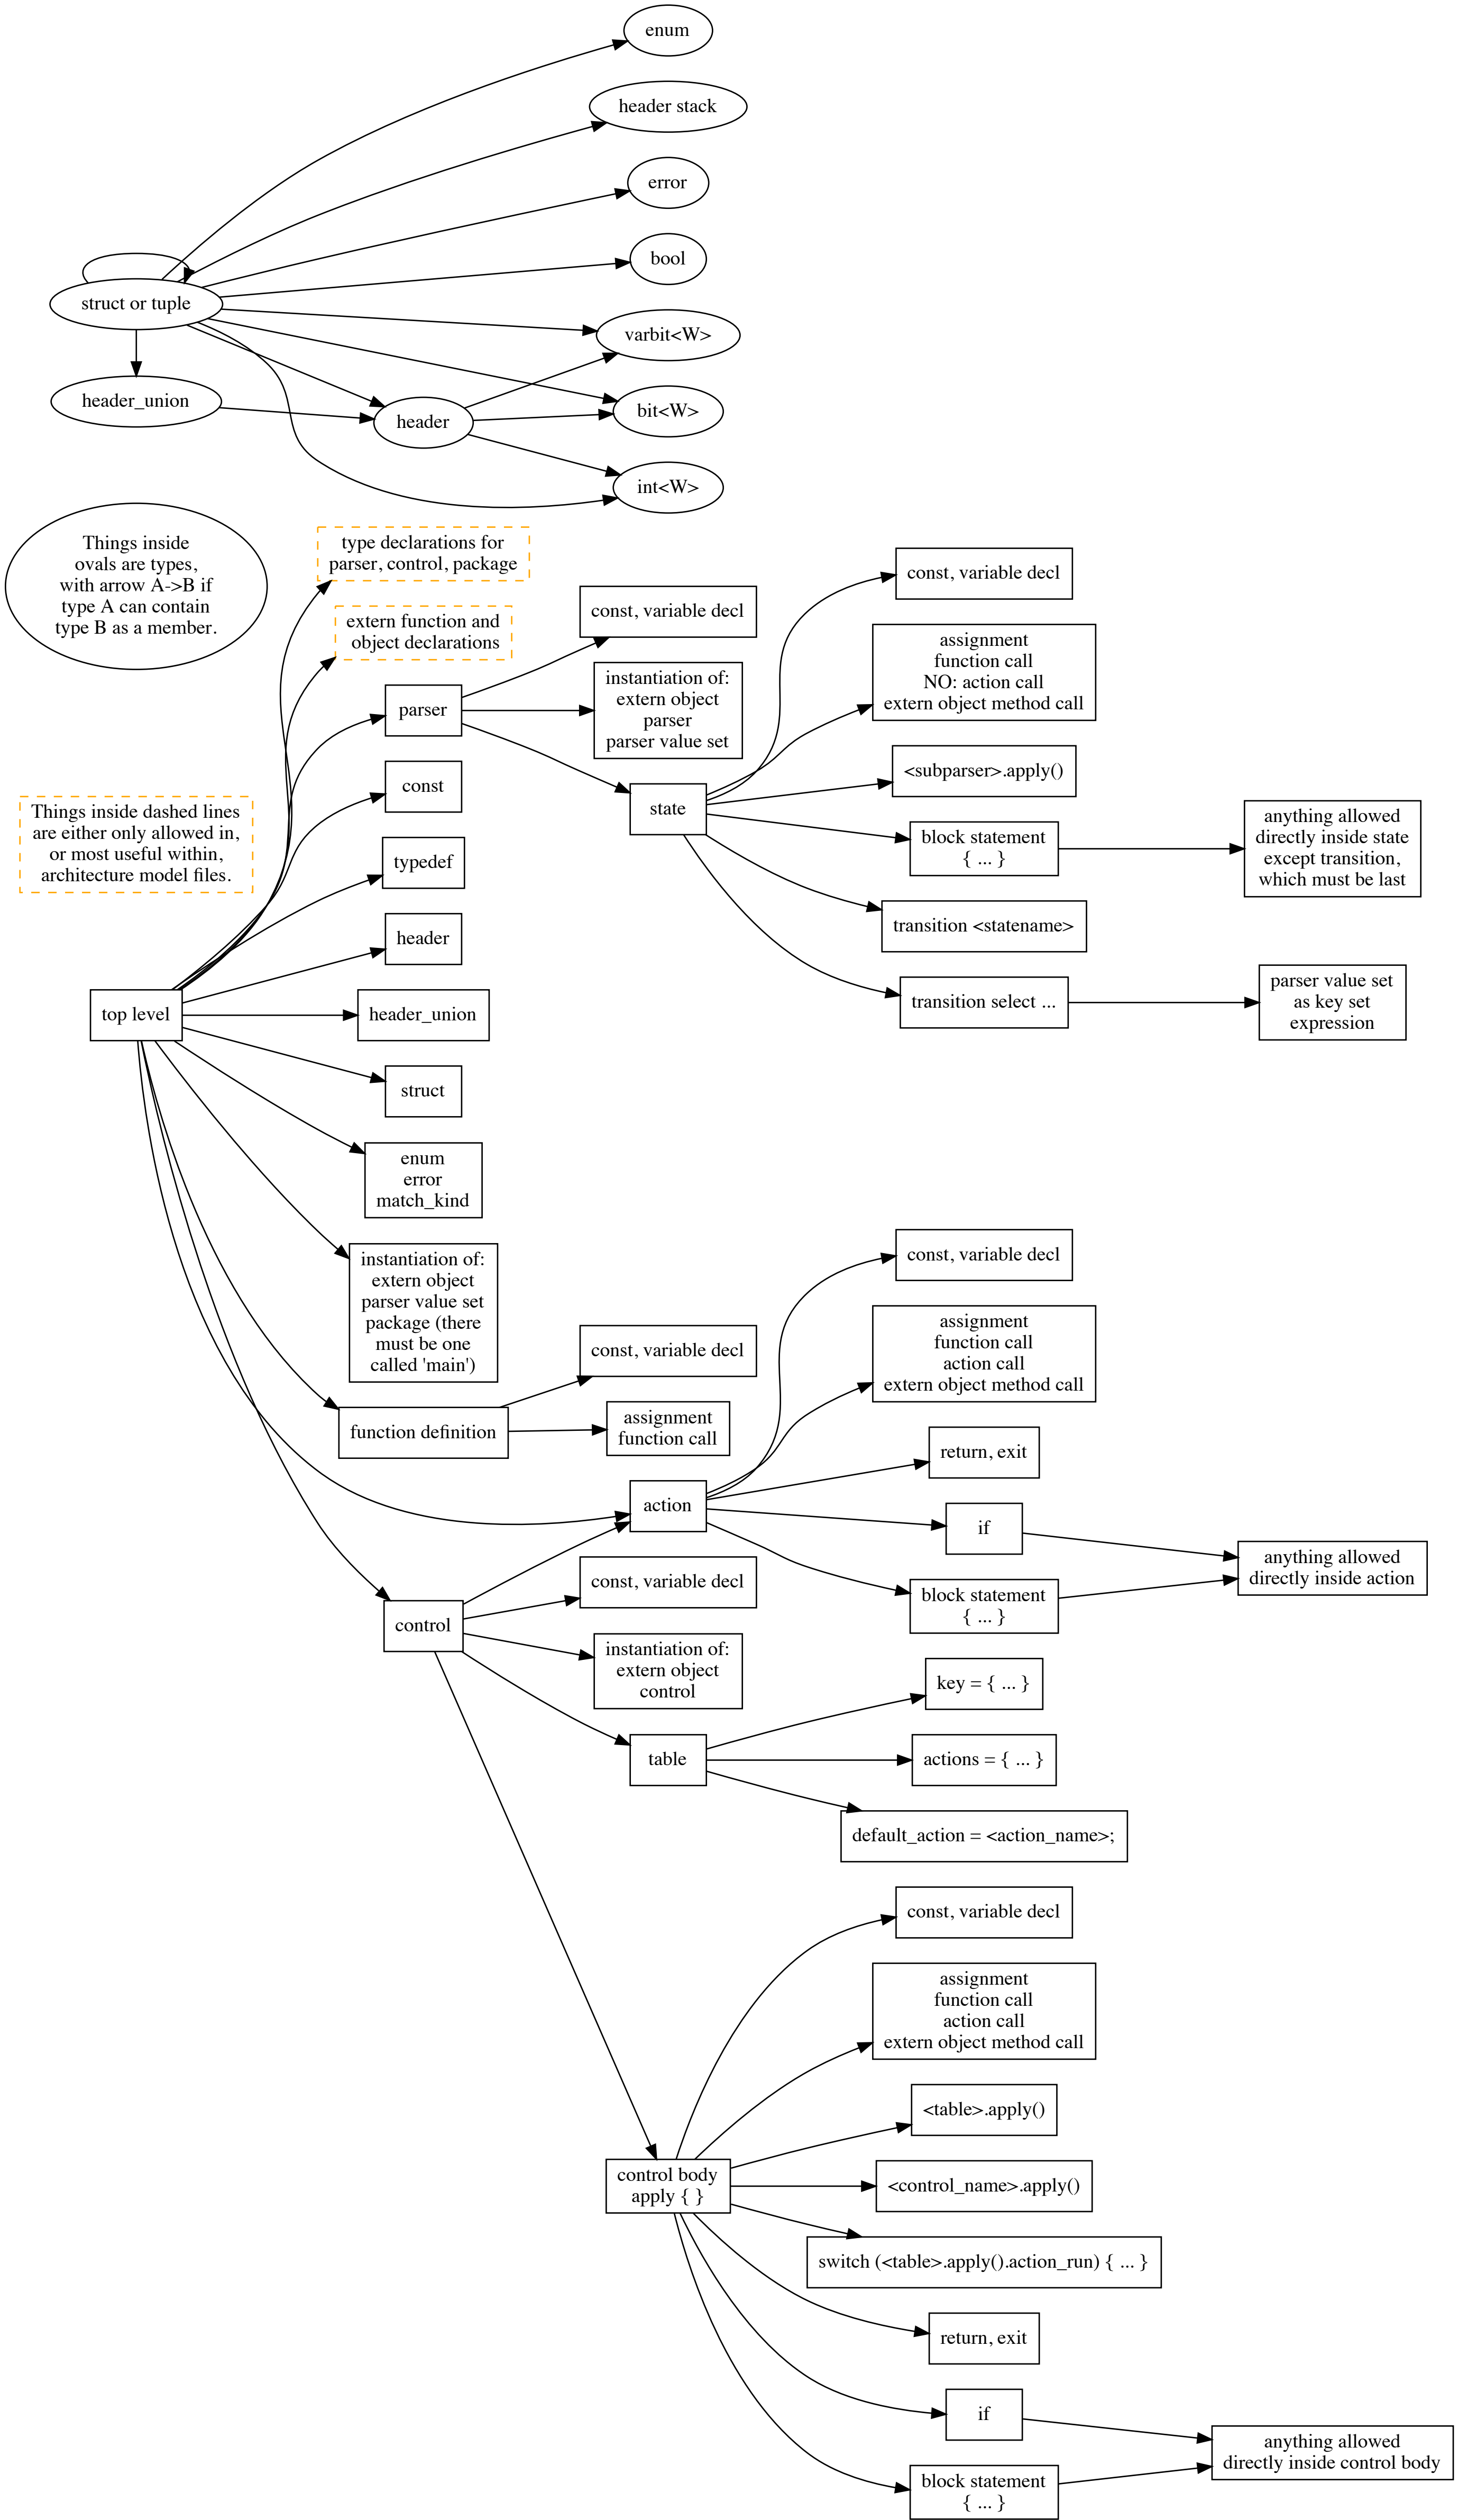 enum
header stack
error
bool
struct or tuple
varbit<W>
header_union
bit<W>
header
int<W>
Things inside
ovals are types,
with arrow A->B if
type A can contain
type B as a member.
type declarations for
parser, control, package
extern function and
object declarations
const, variable decl
const, variable decl
parser
instantiation of:
extern object
parser
parser value set
assignment
function call
NO: action call
extern object method call
const
<subparser>.apply()
state
Things inside dashed lines
are either only allowed in,
or most useful within,
architecture model files.
typedef
block statement
{ ... }
anything allowed
directly inside state
except transition,
which must be last
header
transition <statename>
top level
header_union
transition select ...
parser value set
as key set
expression
struct
enum
error
match_kind
instantiation of:
extern object
parser value set
package (there
must be one
called 'main')
const, variable decl
const, variable decl
assignment
function call
action call
extern object method call
function definition
assignment
function call
return, exit
action
if
const, variable decl
block statement
{ ... }
anything allowed
directly inside action
control
instantiation of:
extern object
control
key = { ... }
table
actions = { ... }
default_action = <action_name>;
const, variable decl
assignment
function call
action call
extern object method call
<table>.apply()
control body
apply { }
<control_name>.apply()
switch (<table>.apply().action_run) { ... }
return, exit
if
anything allowed
directly inside control body
block statement
{ ... }